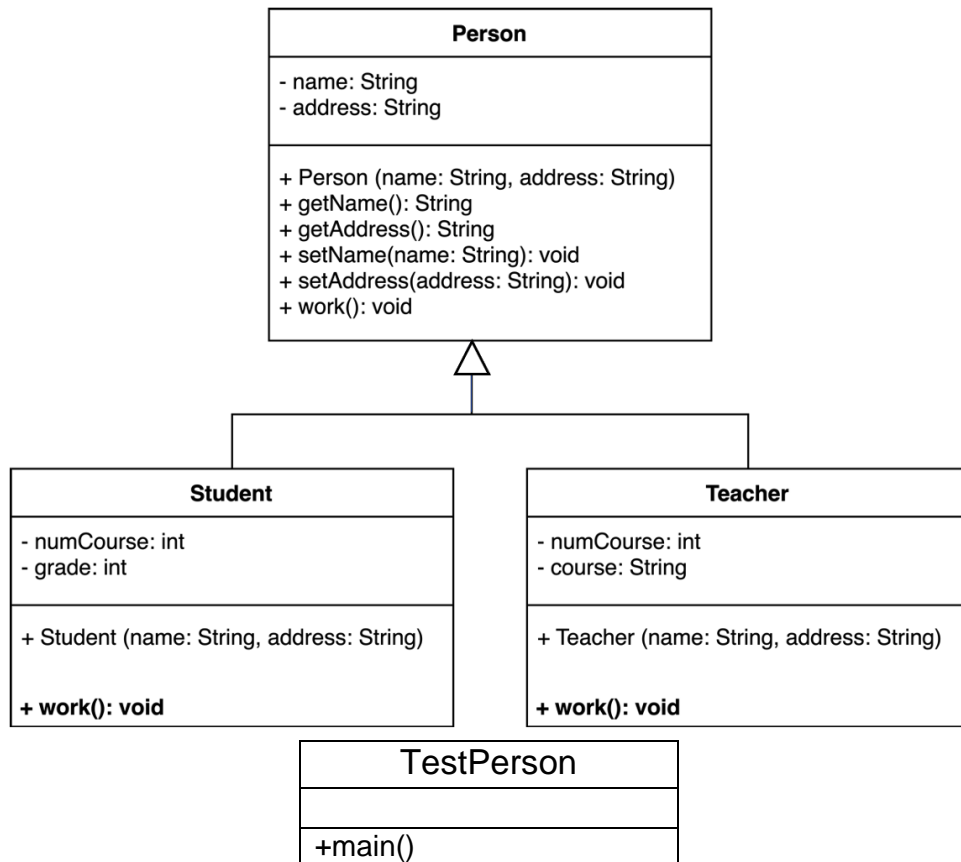 Person
- name: String
- address: String
+ Person (name: String, address: String)
+ getName(): String
+ getAddress(): String
+ setName(name: String): void
+ setAddress(address: String): void
+ work(): void
Student
- numCourse: int
- grade: int
+ Student (name: String, address: String)
+ work(): void
Teacher
- numCourse: int
- course: String
+ Teacher (name: String, address: String)
+ work(): void
TestPerson
+main()